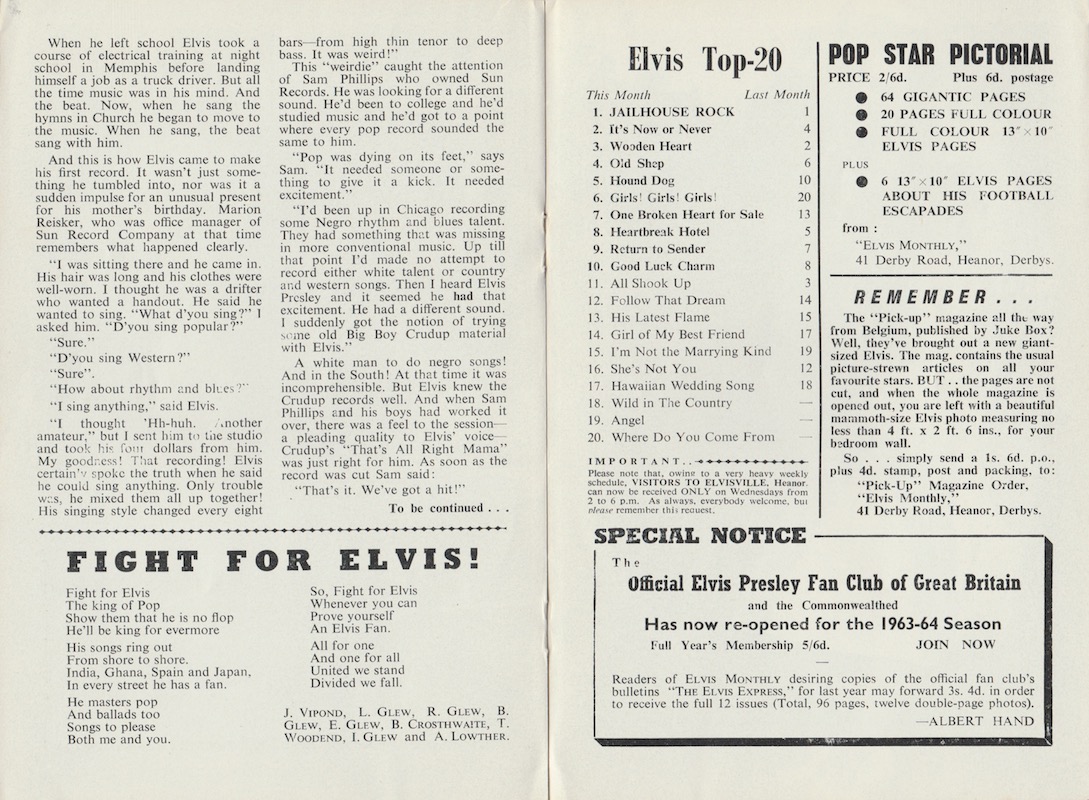 When he left school Elvis took a
course of electrical training at night
school in Memphis before landing
himself a job as a truck driver. But all
the time music was in his mind. And
the beat. Now, when he sang the
hymns in Church he began to move to
the music. When he sang, the beat
sang with him.
And this is how Elvis came to make
his first record. It wasn't just some-
thing he tumbled into, nor was it a
sudden impulse for an unusual present
for his mother's birthday. Marion
Reisker, who was office manager of
Sun Record Company at that time
remembers what happened clearly.
"I was sitting there and he came in.
His hair was long and his clothes were
well-worn. I thought he was a drifter
who wanted a handout. He said he
wanted to sing. "What d'you sing?" I
asked him. "D'you sing popular?"
"Sure."
"D'you sing Western?"
"Sure".
"How about rhythm and blues?"
"I sing anything," said Elvis.
"I thought 'Hh-huh. Another
amateur," but I sent him to the studio
and took his four dollars from him.
My goodness! That recording! Elvis
certain'y spoke the truth when he said
he could sing anything. Only trouble
was, he mixed them all up together!
His singing style changed every eight
bars—from high thin tenor to deep
bass. It was weird!"
This "weirdie" caught the attention
of Sam Phillips who owned Sun
Records. He was looking for a different
sound. He'd been to college and he'd
studied music and he'd got to a point
where every pop record sounded the
same to him.
"Pop was dying on its feet," says
Sam. "It needed someone or some-
thing to give it a kick. It needed
excitement."
"I'd been up in Chicago recording
some Negro rhythm and blues talent.
They had something that was missing
in more conventional music. Up till
that point I'd made no attempt to
record either white talent or country
and western songs. Then I heard Elvis
Presley and it seemed he had that
excitement. He had a different sound.
I suddenly got the notion of trying
some old Big Boy Crudup material
with Elvis."
A white man to do negro songs!
And in the South! At that time it was
incomprehensible. But Elvis knew the
Crudup records well. And when Sam
Phillips and his boys had worked it
over, there was a feel to the session—
a pleading quality to Elvis' voice—
Crudup's "That's All Right Mama"
was just right for him. As soon as the
record was cut Sam said:
"That's it. We've got a hit!"
To be continued . . .
FIGHT FOR ELVIS!
Fight for Elvis
The king of Pop
Show them that he is no flop
He'll be king for evermore
His songs ring out
From shore to shore.
India, Ghana, Spain and Japan,
In every street he has a fan.
He masters pop
And ballads too
Songs to please
Both me and you.
So, Fight for Elvis
Whenever you can
Prove yourself
An Elvis Fan.
All for one
And one for all
United we stand
Divided we fall.
J. VIPOND, L. GLEW, R. GLEW, B.
GLEW, E. GLEW, B. CROSTHWAITE, T.
WOODEND, I. GLEW and A. LOWTHER.
Elvis Top-20
This Month Last Month
1. JAILHOUSE ROCK 1
2. It's Now or Never 4
3. Wooden Heart 2
4. Old Shep 6
5. Hound Dog 10
6. Girls! Girls! Girls! 20
7. One Broken Heart for Sale 13
8. Heartbreak Hotel 5
9. Return to Sender 7
10. Good Luck Charm 8
11. All Shook Up 3
12. Follow That Dream 14
13. His Latest Flame 15
14. Girl of My Best Friend 17
15. I'm Not the Marrying Kind 19
16. She's Not You 12
17. Hawaiian Wedding Song 18
18. Wild in The Country —
19. Angel —
20. Where Do You Come From —
IMPORTANT..
Please note that, owing to a very heavy weekly
schedule, VISITORS TO ELVISVILLE, Heanor.
can now be received ONLY on Wednesdays from
2 to 6 p.m. As always, everybody welcome, but
please remember this request.
POP STAR PICTORIAL
PRICE 2/6d. Plus 6d. postage
● 64 GIGANTIC PAGES
● 20 PAGES FULL COLOUR
● FULL COLOUR 13″×10″
ELVIS PAGES
PLUS
● 6 13″×10″ ELVIS PAGES
ABOUT HIS FOOTBALL
ESCAPADES
from :
"ELVIS MONTHLY,"
41 Derby Road, Heanor, Derbys.
REMEMBER . . .
The "Pick-up" magazine all the way
from Belgium, published by Juke Box?
Well, they've brought out a new giant-
sized Elvis. The mag. contains the usual
picture-strewn articles on all your
favourite stars. BUT . . the pages are not
cut, and when the whole magazine is
opened out, you are left with a beautiful
mammoth-size Elvis photo measuring no
less than 4 ft. x 2 ft. 6 ins., for your
bedroom wall.
So . . . simply send a 1s. 6d. p.o.,
plus 4d. stamp, post and packing, to:
"Pick-Up" Magazine Order,
"Elvis Monthly,"
41 Derby Road, Heanor, Derbys.
SPECIAL NOTICE
The
Official Elvis Presley Fan Club of Great Britain
and the Commonwealthed
Has now re-opened for the 1963-64 Season
Full Year's Membership 5/6d. JOIN NOW
Readers of ELVIS MONTHLY desiring copies of the official fan club's
bulletins "THE ELVIS EXPRESS," for last year may forward 3s. 4d. in order
to receive the full 12 issues (Total, 96 pages, twelve double-page photos).
—ALBERT HAND